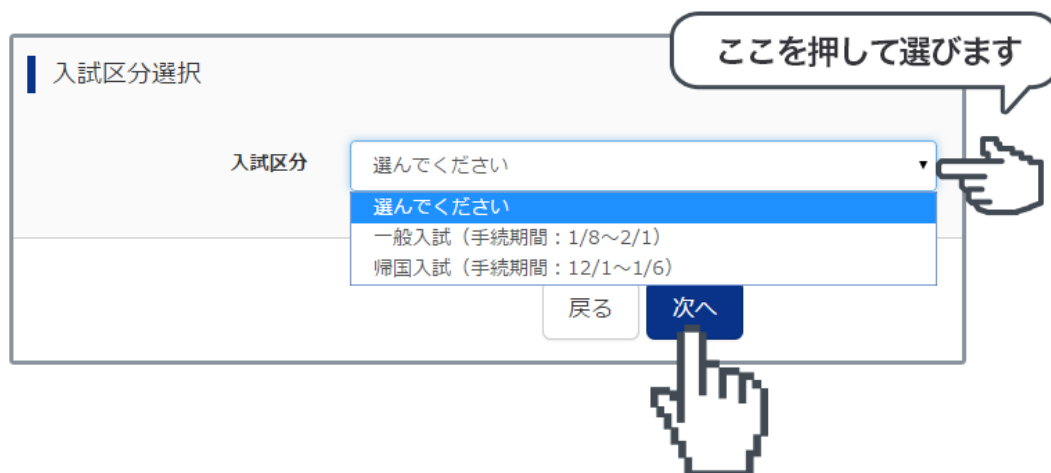 ここを押して選びます
入試区分選択
入試区分
選んでください
選んでください
一般入試（手続期間：1/8～2/1）
帰国入試（手続期間：12/1～1/6）
戻る
次へ